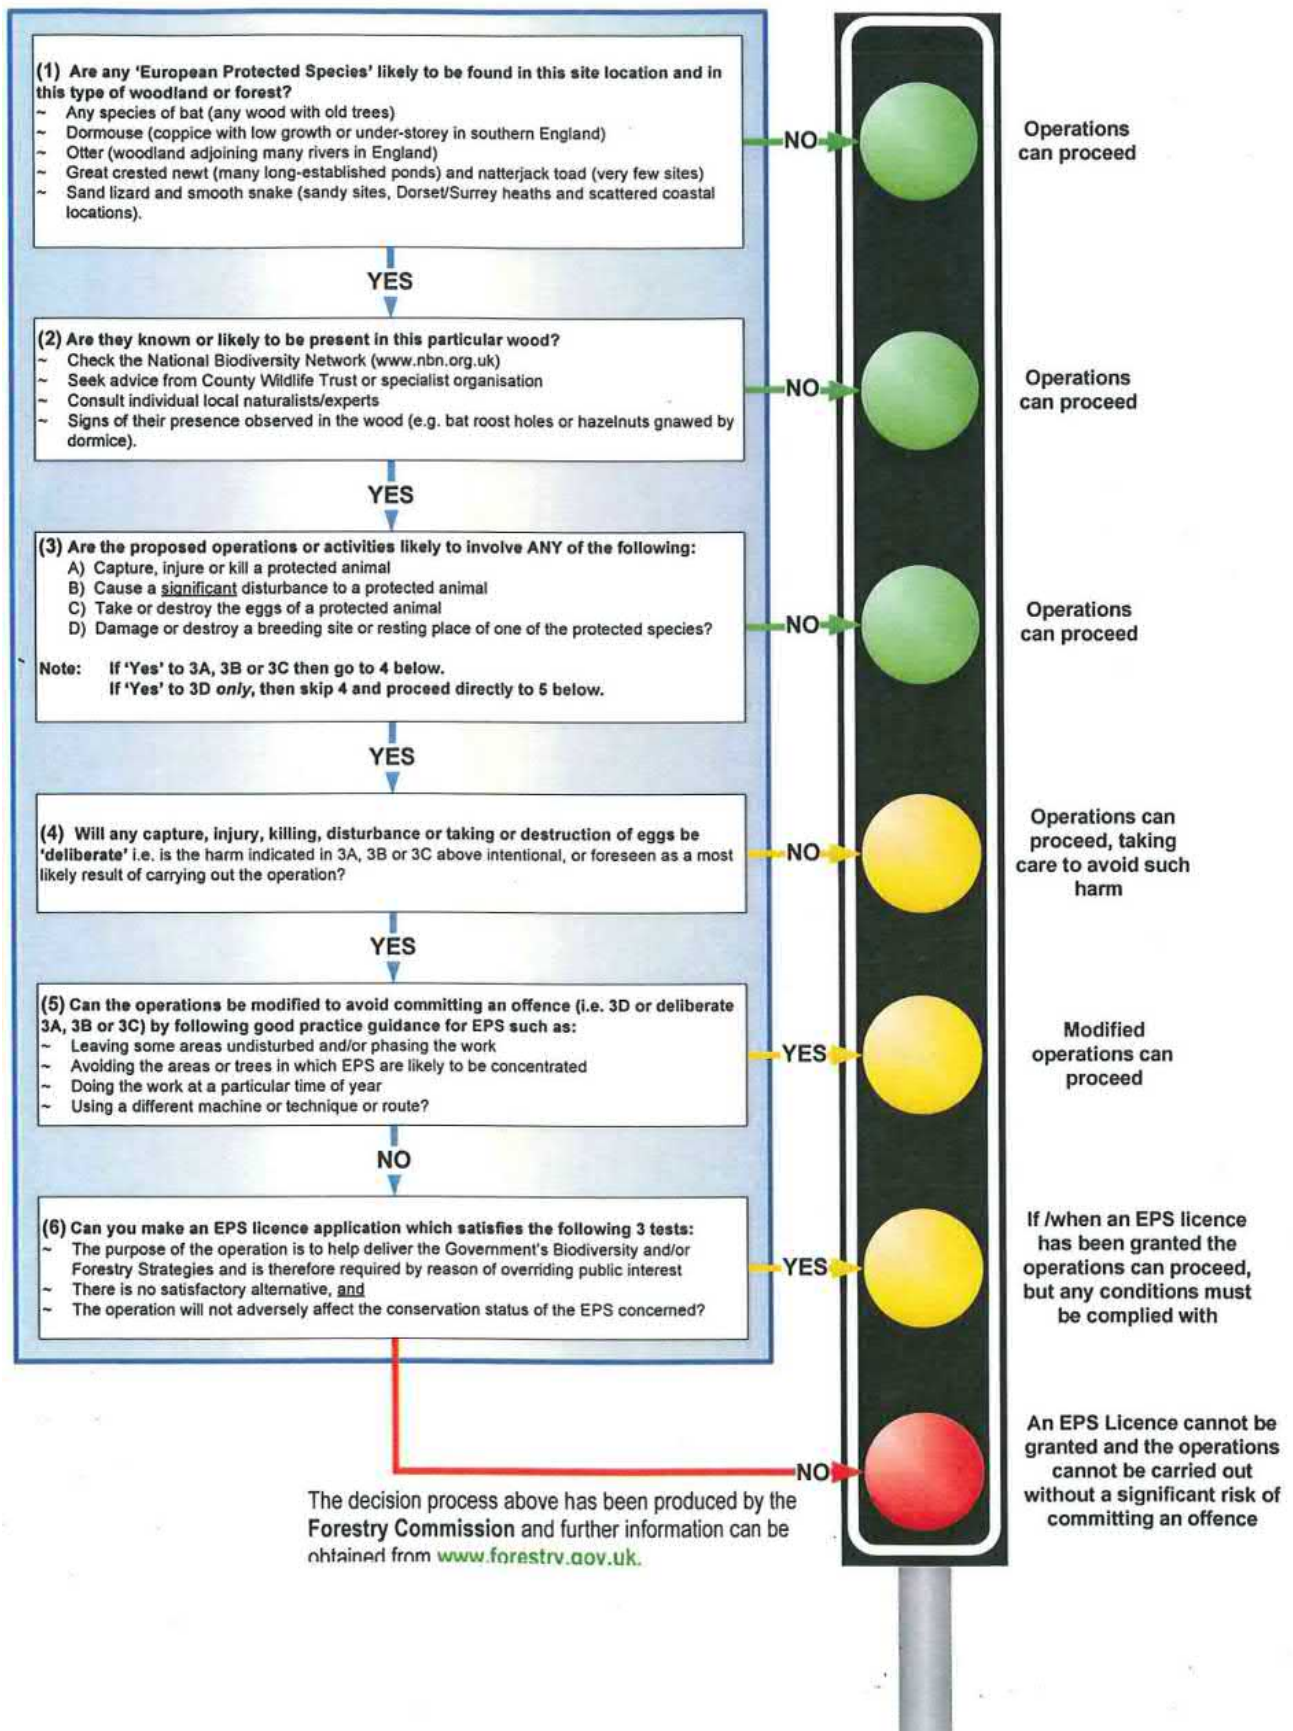 (1) Are any 'European Protected Species' likely to be found in this site location and in
this type of woodland or forest?
~ Any species of bat (any wood with old trees)
~ Dormouse (coppice with low growth or under-storey in southern England)
~ Otter (woodland adjoining many rivers in England)
~ Great crested newt (many long-established ponds) and natterjack toad (very few sites)
~ Sand lizard and smooth snake (sandy sites, Dorset/Surrey heaths and scattered coastal
locations).
NO
Operations
can proceed
YES
(2) Are they known or likely to be present in this particular wood?
~ Check the National Biodiversity Network (www.nbn.org.uk)
~ Seek advice from County Wildlife Trust or specialist organisation
~ Consult individual local naturalists/experts
~ Signs of their presence observed in the wood (e.g. bat roost holes or hazelnuts gnawed by
dormice).
NO
Operations
can proceed
YES
(3) Are the proposed operations or activities likely to involve ANY of the following:
A) Capture, injure or kill a protected animal
B) Cause a significant disturbance to a protected animal
C) Take or destroy the eggs of a protected animal
D) Damage or destroy a breeding site or resting place of one of the protected species?
Note: If 'Yes' to 3A, 3B or 3C then go to 4 below.
If 'Yes' to 3D only, then skip 4 and proceed directly to 5 below.
NO
Operations
can proceed
YES
(4) Will any capture, injury, killing, disturbance or taking or destruction of eggs be
'deliberate' i.e. is the harm indicated in 3A, 3B or 3C above intentional, or foreseen as a most
likely result of carrying out the operation?
NO
Operations can
proceed, taking
care to avoid such
harm
YES
(5) Can the operations be modified to avoid committing an offence (i.e. 3D or deliberate
3A, 3B or 3C) by following good practice guidance for EPS such as:
~ Leaving some areas undisturbed and/or phasing the work
~ Avoiding the areas or trees in which EPS are likely to be concentrated
~ Doing the work at a particular time of year
~ Using a different machine or technique or route?
YES
Modified
operations can
proceed
NO
(6) Can you make an EPS licence application which satisfies the following 3 tests:
~ The purpose of the operation is to help deliver the Government's Biodiversity and/or
Forestry Strategies and is therefore required by reason of overriding public interest
~ There is no satisfactory alternative, and
~ The operation will not adversely affect the conservation status of the EPS concerned?
YES
If /when an EPS licence
has been granted the
operations can proceed,
but any conditions must
be complied with
NO
An EPS Licence cannot be
granted and the operations
cannot be carried out
without a significant risk of
committing an offence
The decision process above has been produced by the
Forestry Commission and further information can be
obtained from www.forestry.gov.uk.